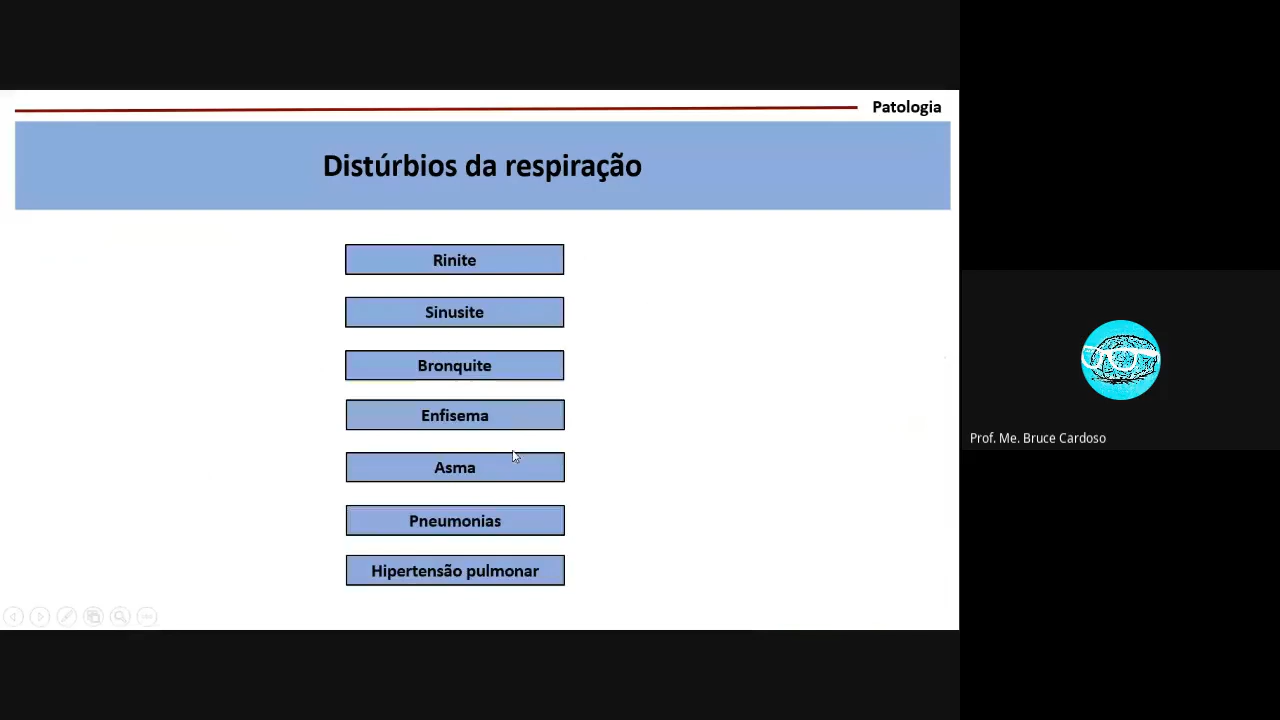 Patologia
Distúrbios da respiração
Rinite
Sinusite
Bronquite
Enfisema
Asma
Pneumonias
Hipertensão pulmonar
Prof. Me. Bruce Cardoso